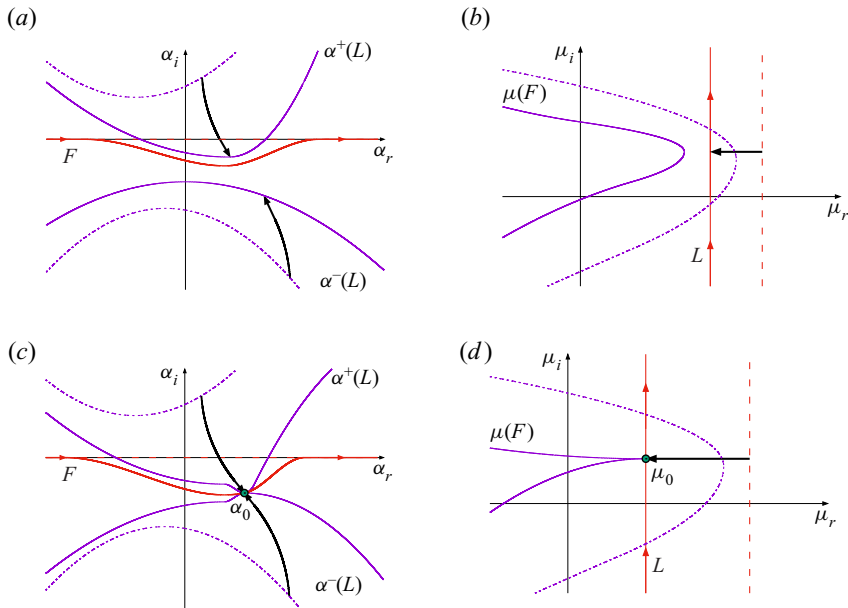 (a)
α_i
α^+(L)
F
α_r
α^–(L)
(b)
μ_i
μ(F)
L
μ_r
(c)
α_i
α^+(L)
F
α_r
α_0
α^–(L)
(d)
μ_i
μ(F)
μ_0
L
μ_r